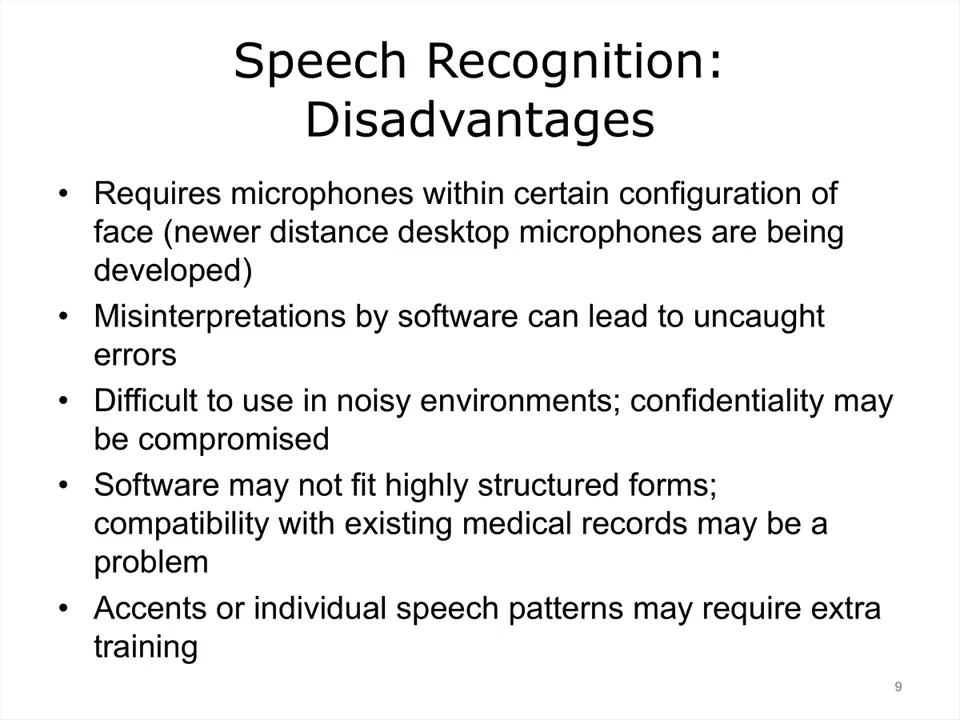 Speech Recognition:
Disadvantages
• Requires microphones within certain configuration of
face (newer distance desktop microphones are being
developed)
• Misinterpretations by software can lead to uncaught
errors
• Difficult to use in noisy environments; confidentiality may
be compromised
• Software may not fit highly structured forms;
compatibility with existing medical records may be a
problem
• Accents or individual speech patterns may require extra
training
9